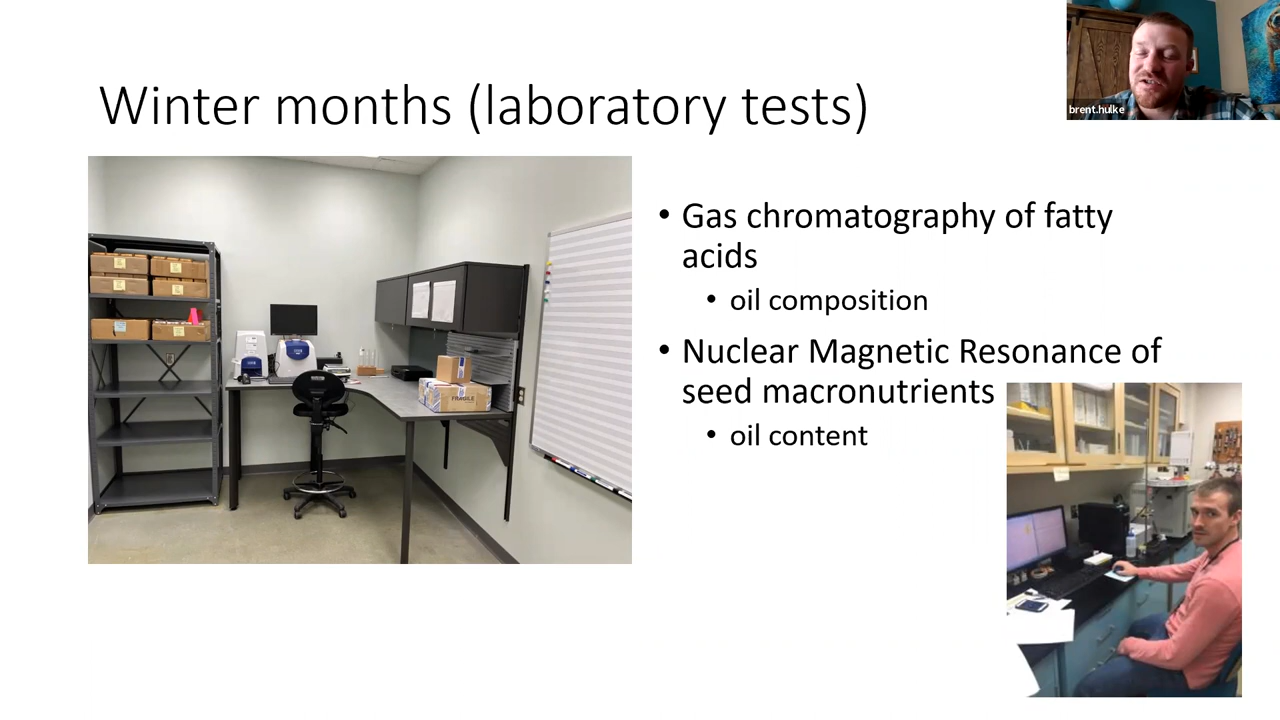 Winter months (laboratory tests)
brent.hulke
• Gas chromatography of fatty
acids
• oil composition
• Nuclear Magnetic Resonance of
seed macronutrients
• oil content
FRAGILE